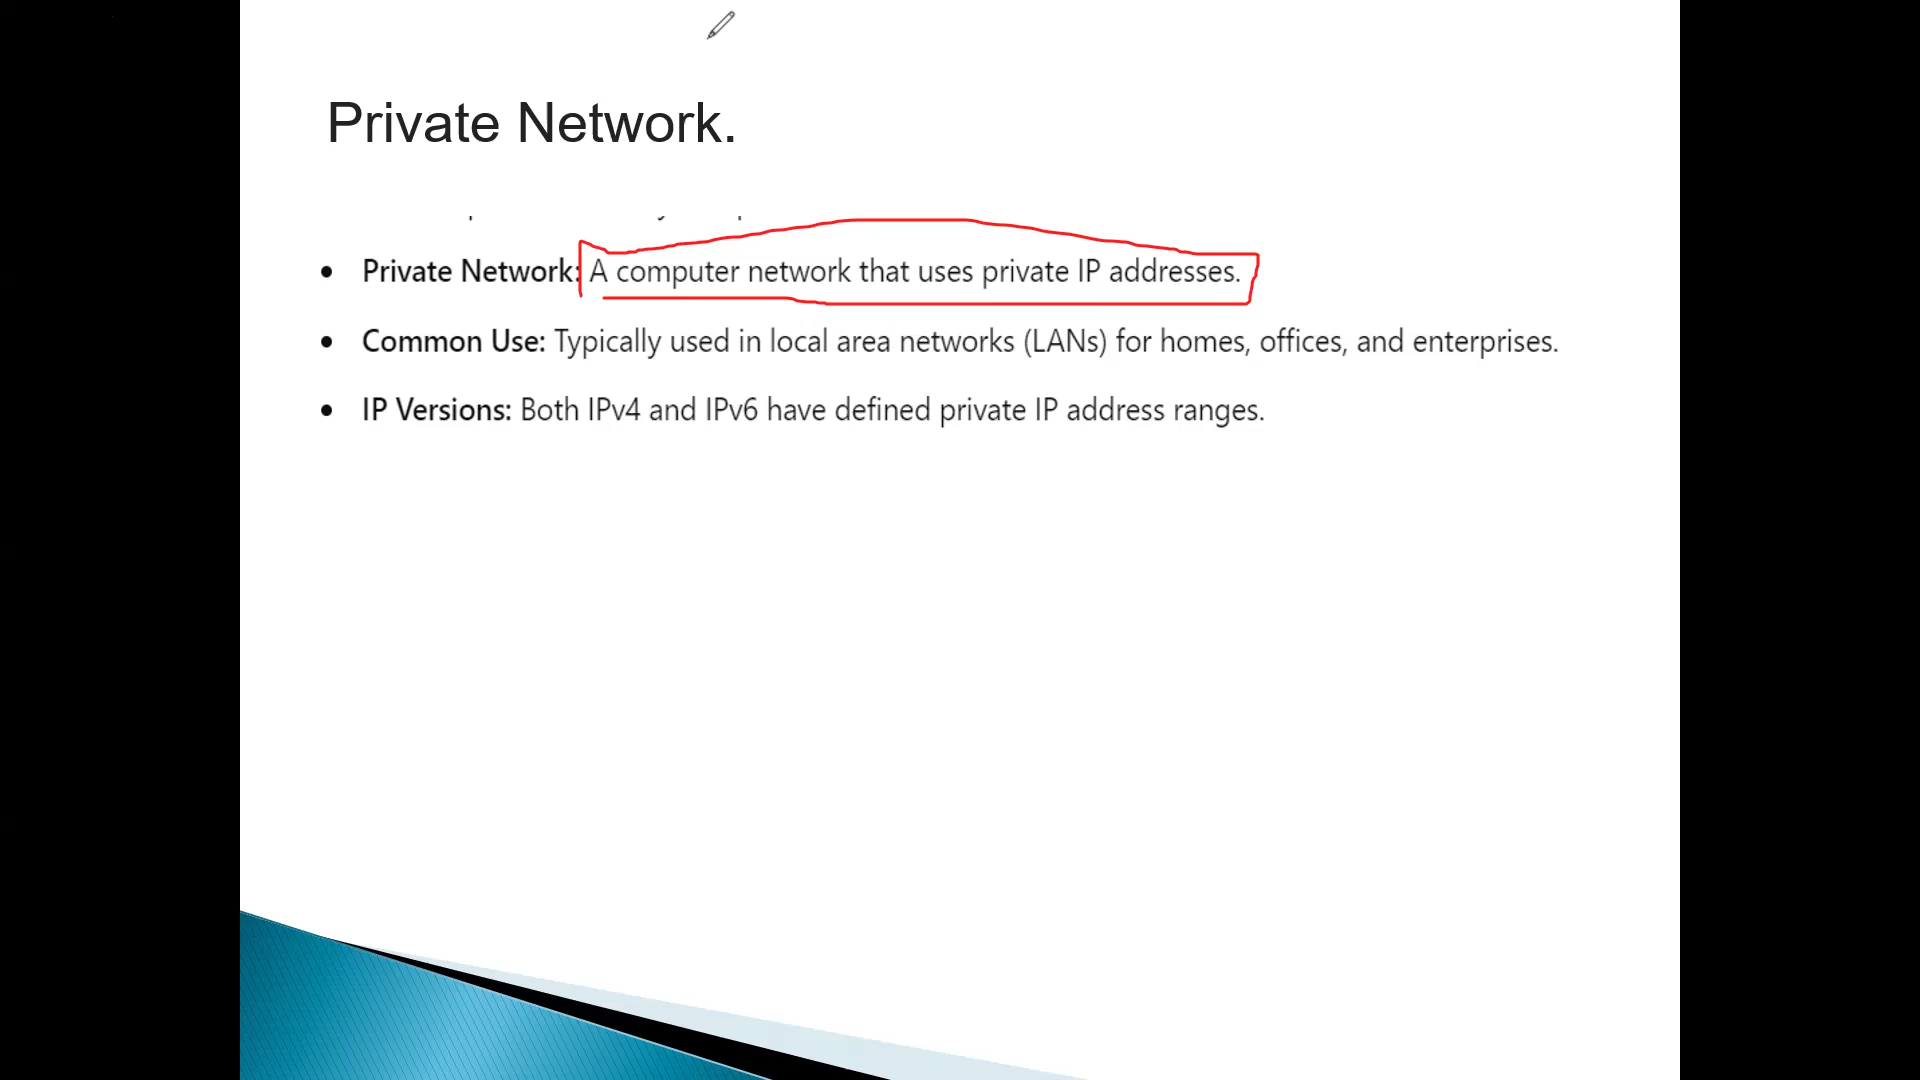 Private Network.
• Private Network: A computer network that uses private IP addresses.
• Common Use: Typically used in local area networks (LANs) for homes, offices, and enterprises.
• IP Versions: Both IPv4 and IPv6 have defined private IP address ranges.